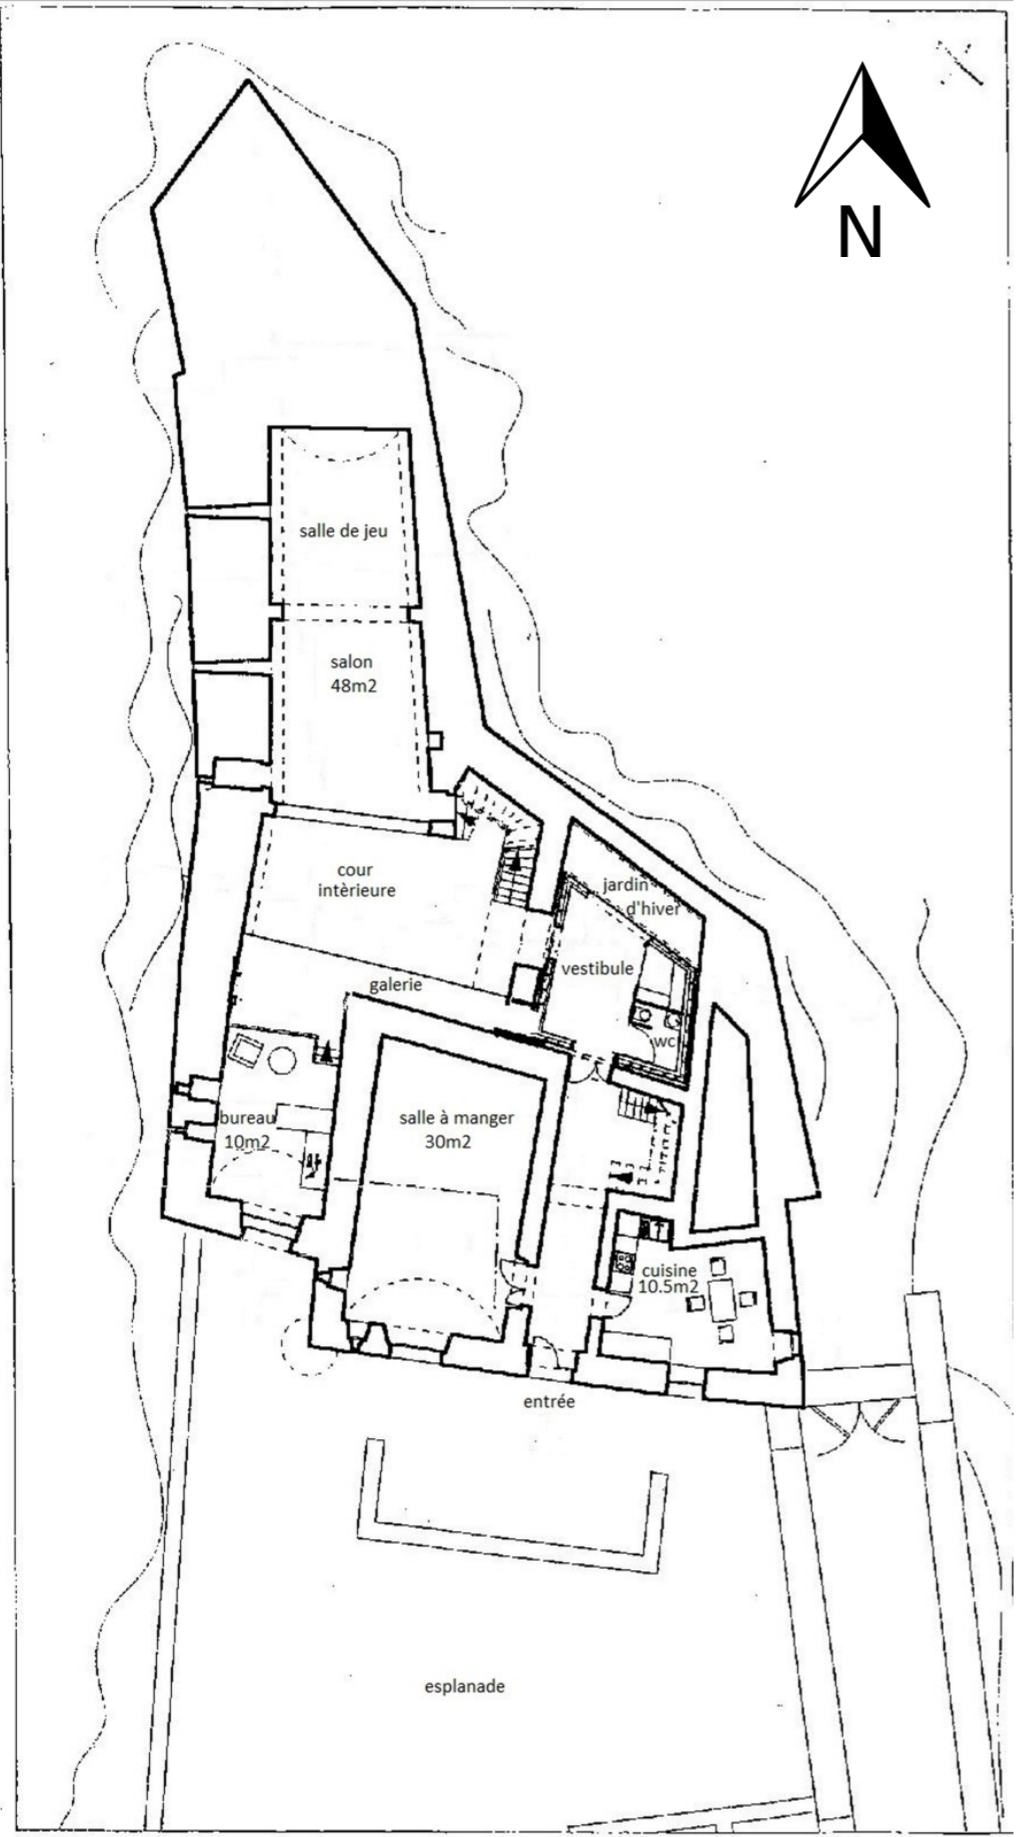 N
salle de jeu
salon
48m2
cour
intèrieure
jardin
d'hiver
vestibule
galerie
wc
bureau
10m2
salle à manger
30m2
cuisine
10.5m2
entrée
esplanade